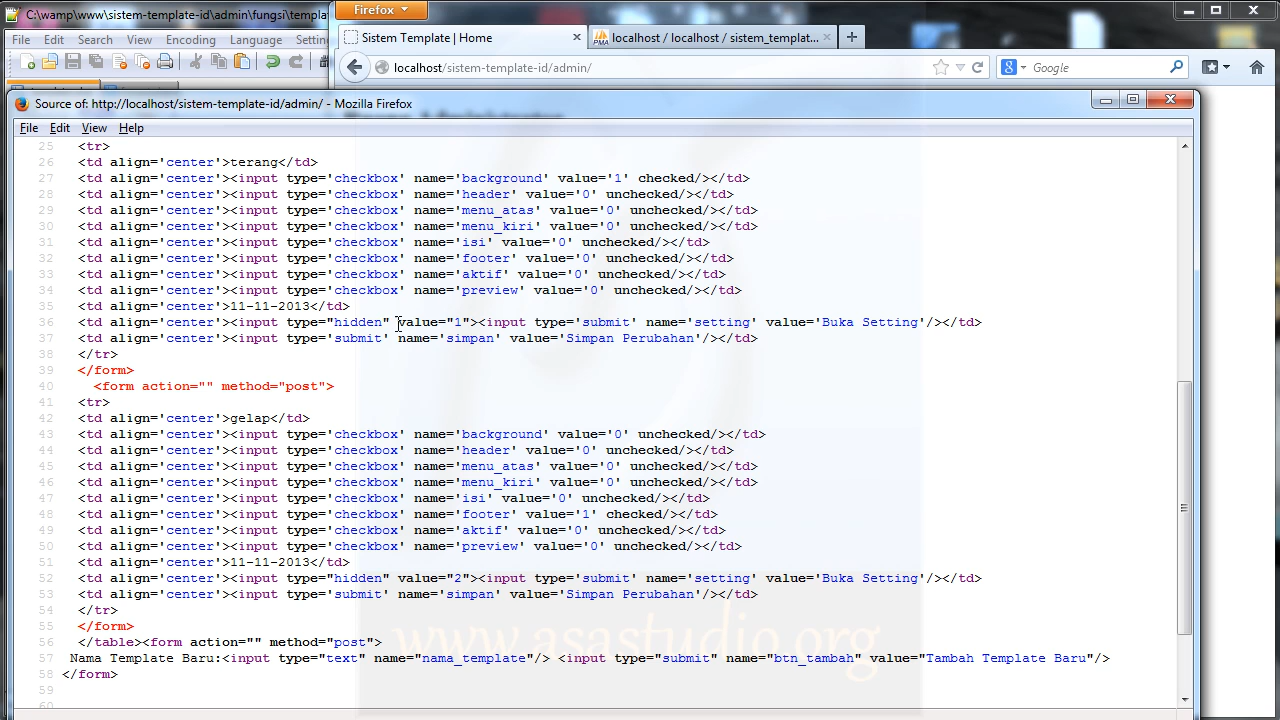 C:\wamp\www\sistem-template-id\admin\fungsi\templ
File Edit Search View Encoding Language Settin
Firefox
Sistem Template | Home
localhost / localhost / sistem_templat...
localhost/sistem-template-id/admin/
Google
Source of: http://localhost/sistem-template-id/admin/ - Mozilla Firefox
File Edit View Help
25 <tr>
26 <td align='center'>terang</td>
27 <td align='center'><input type='checkbox' name='background' value='1' checked/></td>
28 <td align='center'><input type='checkbox' name='header' value='0' unchecked/></td>
29 <td align='center'><input type='checkbox' name='menu_atas' value='0' unchecked/></td>
30 <td align='center'><input type='checkbox' name='menu_kiri' value='0' unchecked/></td>
31 <td align='center'><input type='checkbox' name='isi' value='0' unchecked/></td>
32 <td align='center'><input type='checkbox' name='footer' value='0' unchecked/></td>
33 <td align='center'><input type='checkbox' name='aktif' value='0' unchecked/></td>
34 <td align='center'><input type='checkbox' name='preview' value='0' unchecked/></td>
35 <td align='center'>11-11-2013</td>
36 <td align='center'><input type="hidden" value="1"><input type='submit' name='setting' value='Buka Setting'/></td>
37 <td align='center'><input type='submit' name='simpan' value='Simpan Perubahan'/></td>
38 </tr>
39 </form>
40 <form action="" method="post">
41 <tr>
42 <td align='center'>gelap</td>
43 <td align='center'><input type='checkbox' name='background' value='0' unchecked/></td>
44 <td align='center'><input type='checkbox' name='header' value='0' unchecked/></td>
45 <td align='center'><input type='checkbox' name='menu_atas' value='0' unchecked/></td>
46 <td align='center'><input type='checkbox' name='menu_kiri' value='0' unchecked/></td>
47 <td align='center'><input type='checkbox' name='isi' value='0' unchecked/></td>
48 <td align='center'><input type='checkbox' name='footer' value='1' checked/></td>
49 <td align='center'><input type='checkbox' name='aktif' value='0' unchecked/></td>
50 <td align='center'><input type='checkbox' name='preview' value='0' unchecked/></td>
51 <td align='center'>11-11-2013</td>
52 <td align='center'><input type="hidden" value="2"><input type='submit' name='setting' value='Buka Setting'/></td>
53 <td align='center'><input type='submit' name='simpan' value='Simpan Perubahan'/></td>
54 </tr>
55 </form>
56 </table><form action="" method="post">
57 Nama Template Baru:<input type="text" name="nama_template"/> <input type="submit" name="btn_tambah" value="Tambah Template Baru"/>
58 </form>
59
60